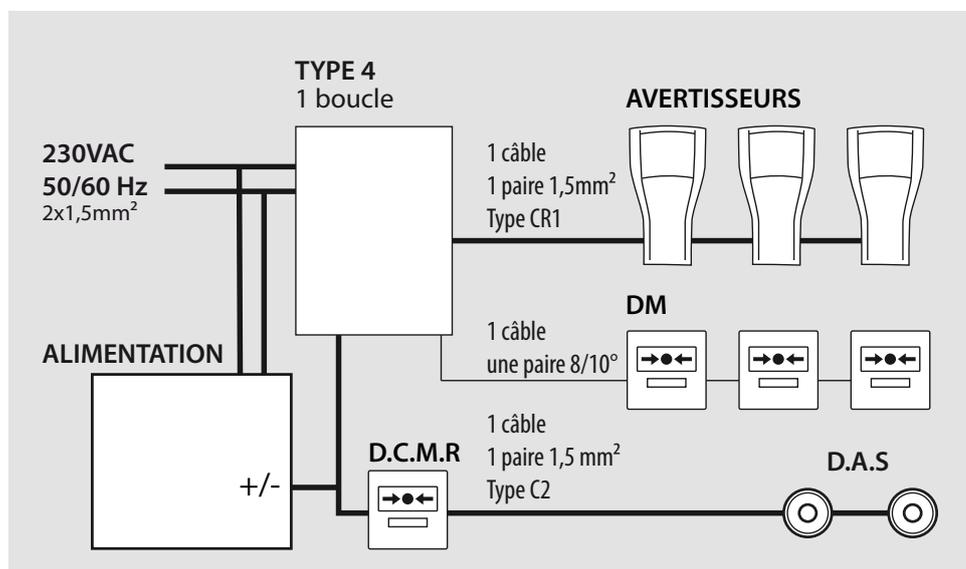 TYPE 4
1 boucle
230VAC
50/60 Hz
2x1,5mm²
AVERTISSEURS
1 câble
1 paire 1,5mm²
Type CR1
DM
1 câble
une paire 8/10°
ALIMENTATION
+/-
D.C.M.R
1 câble
1 paire 1,5 mm²
Type C2
D.A.S